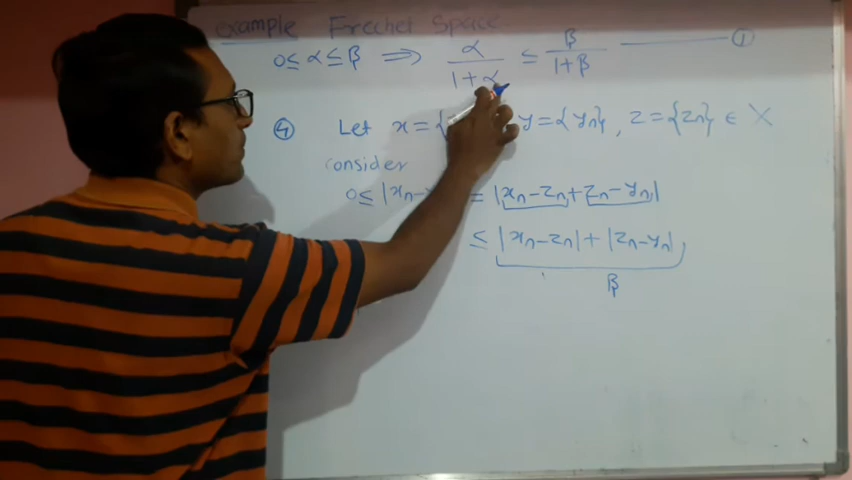 example Frechet Space
0 ≤ α ≤ β ⟹ α/(1+α) ≤ β/(1+β) ——— ①
④ Let x = { y = {yn}, z = {zn} ∈ X
consider
0 ≤ |xn - = |xn - zn + zn - yn|
≤ |xn - zn| + |zn - yn|
β